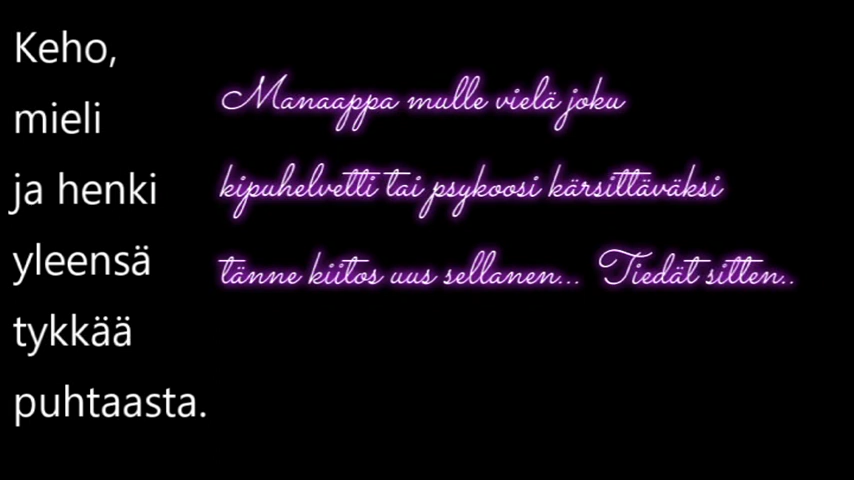 Keho,
mieli
ja henki
yleensä
tykkää
puhtaasta.
Manaappa mulle vielä joku
kipuhelvetti tai psykoosi kärsittäväksi
tänne kiitos uus sellanen... Tiedät sitten..